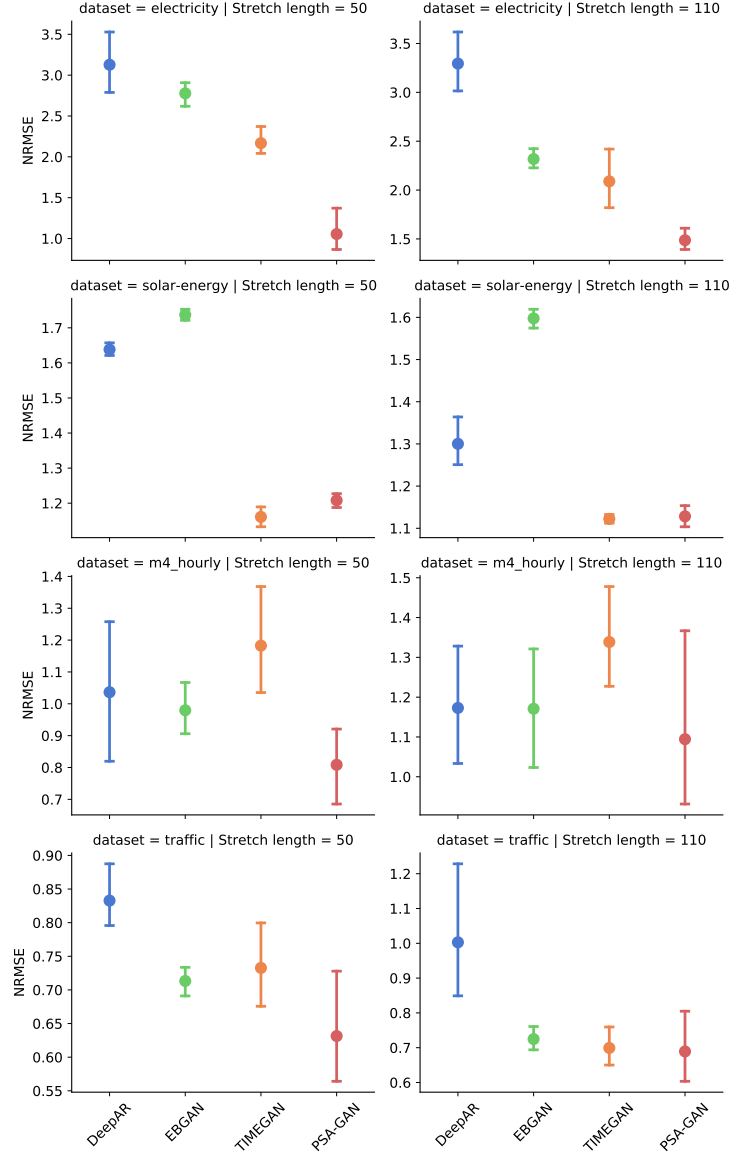 dataset = electricity | Stretch length = 50
dataset = electricity | Stretch length = 110
3.5
3.0
2.5
2.0
1.5
1.0
NRMSE
3.5
3.0
2.5
2.0
1.5
dataset = solar-energy | Stretch length = 50
dataset = solar-energy | Stretch length = 110
1.7
1.6
1.5
1.4
1.3
1.2
NRMSE
1.6
1.5
1.4
1.3
1.2
1.1
dataset = m4_hourly | Stretch length = 50
dataset = m4_hourly | Stretch length = 110
1.4
1.3
1.2
1.1
1.0
0.9
0.8
0.7
NRMSE
1.5
1.4
1.3
1.2
1.1
1.0
dataset = traffic | Stretch length = 50
dataset = traffic | Stretch length = 110
0.90
0.85
0.80
0.75
0.70
0.65
0.60
0.55
NRMSE
1.2
1.1
1.0
0.9
0.8
0.7
0.6
DeepAR
EBGAN
TIMEGAN
PSA-GAN
DeepAR
EBGAN
TIMEGAN
PSA-GAN